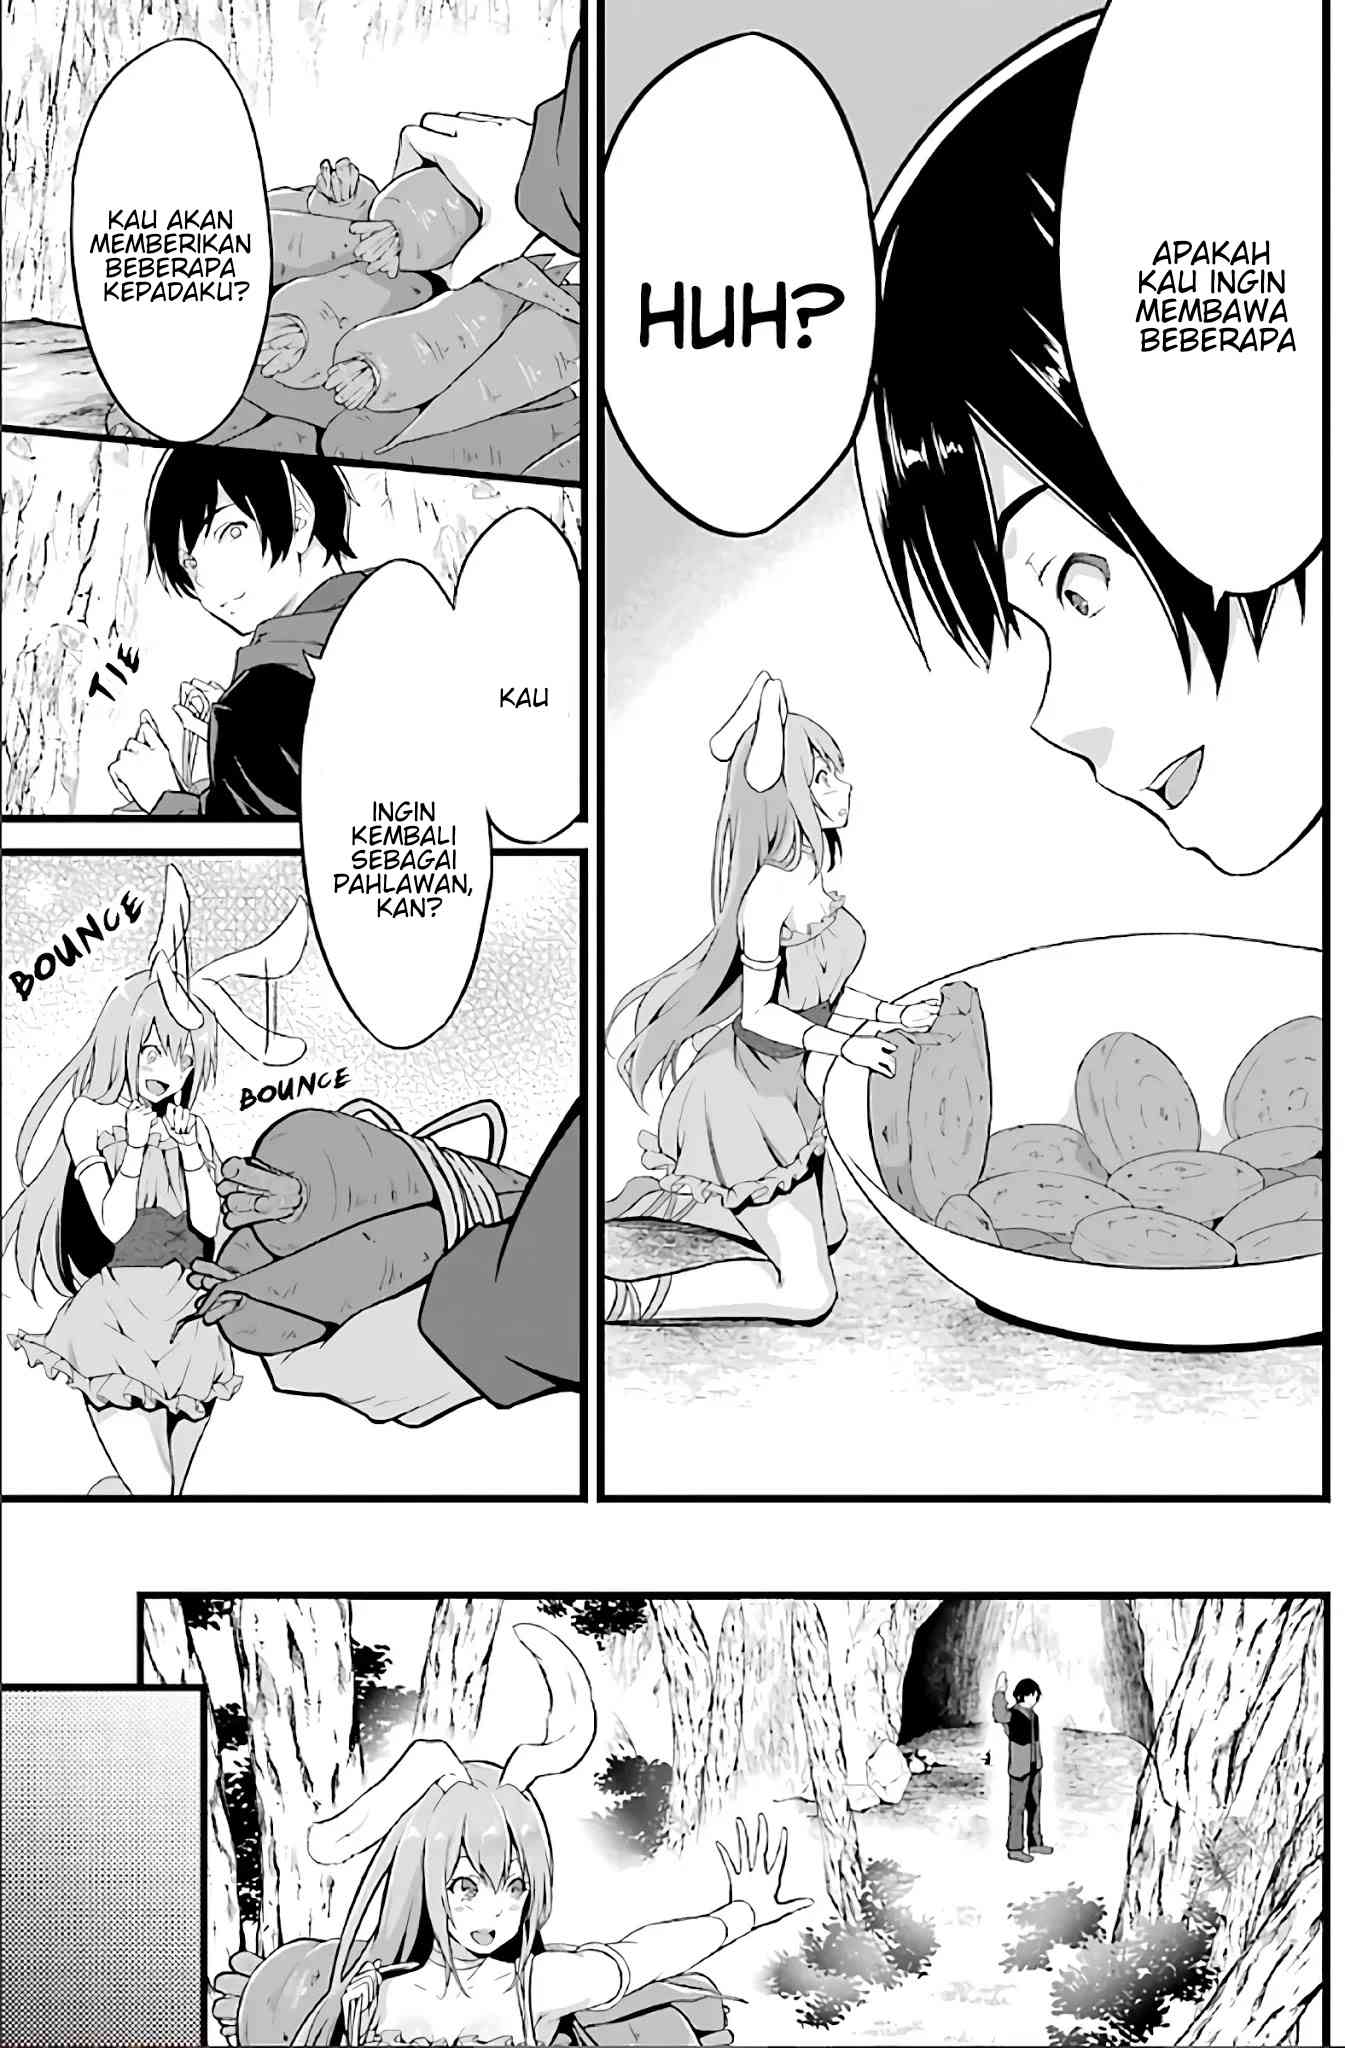 APAKAH
KAU INGIN
MEMBAWA
BEBERAPA
HUH?
KAU AKAN
MEMBERIKAN
BEBERAPA
KEPADAKU?
TIE
KAU
INGIN
KEMBALI
SEBAGAI
PAHLAWAN,
KAN?
BOUNCE
BOUNCE